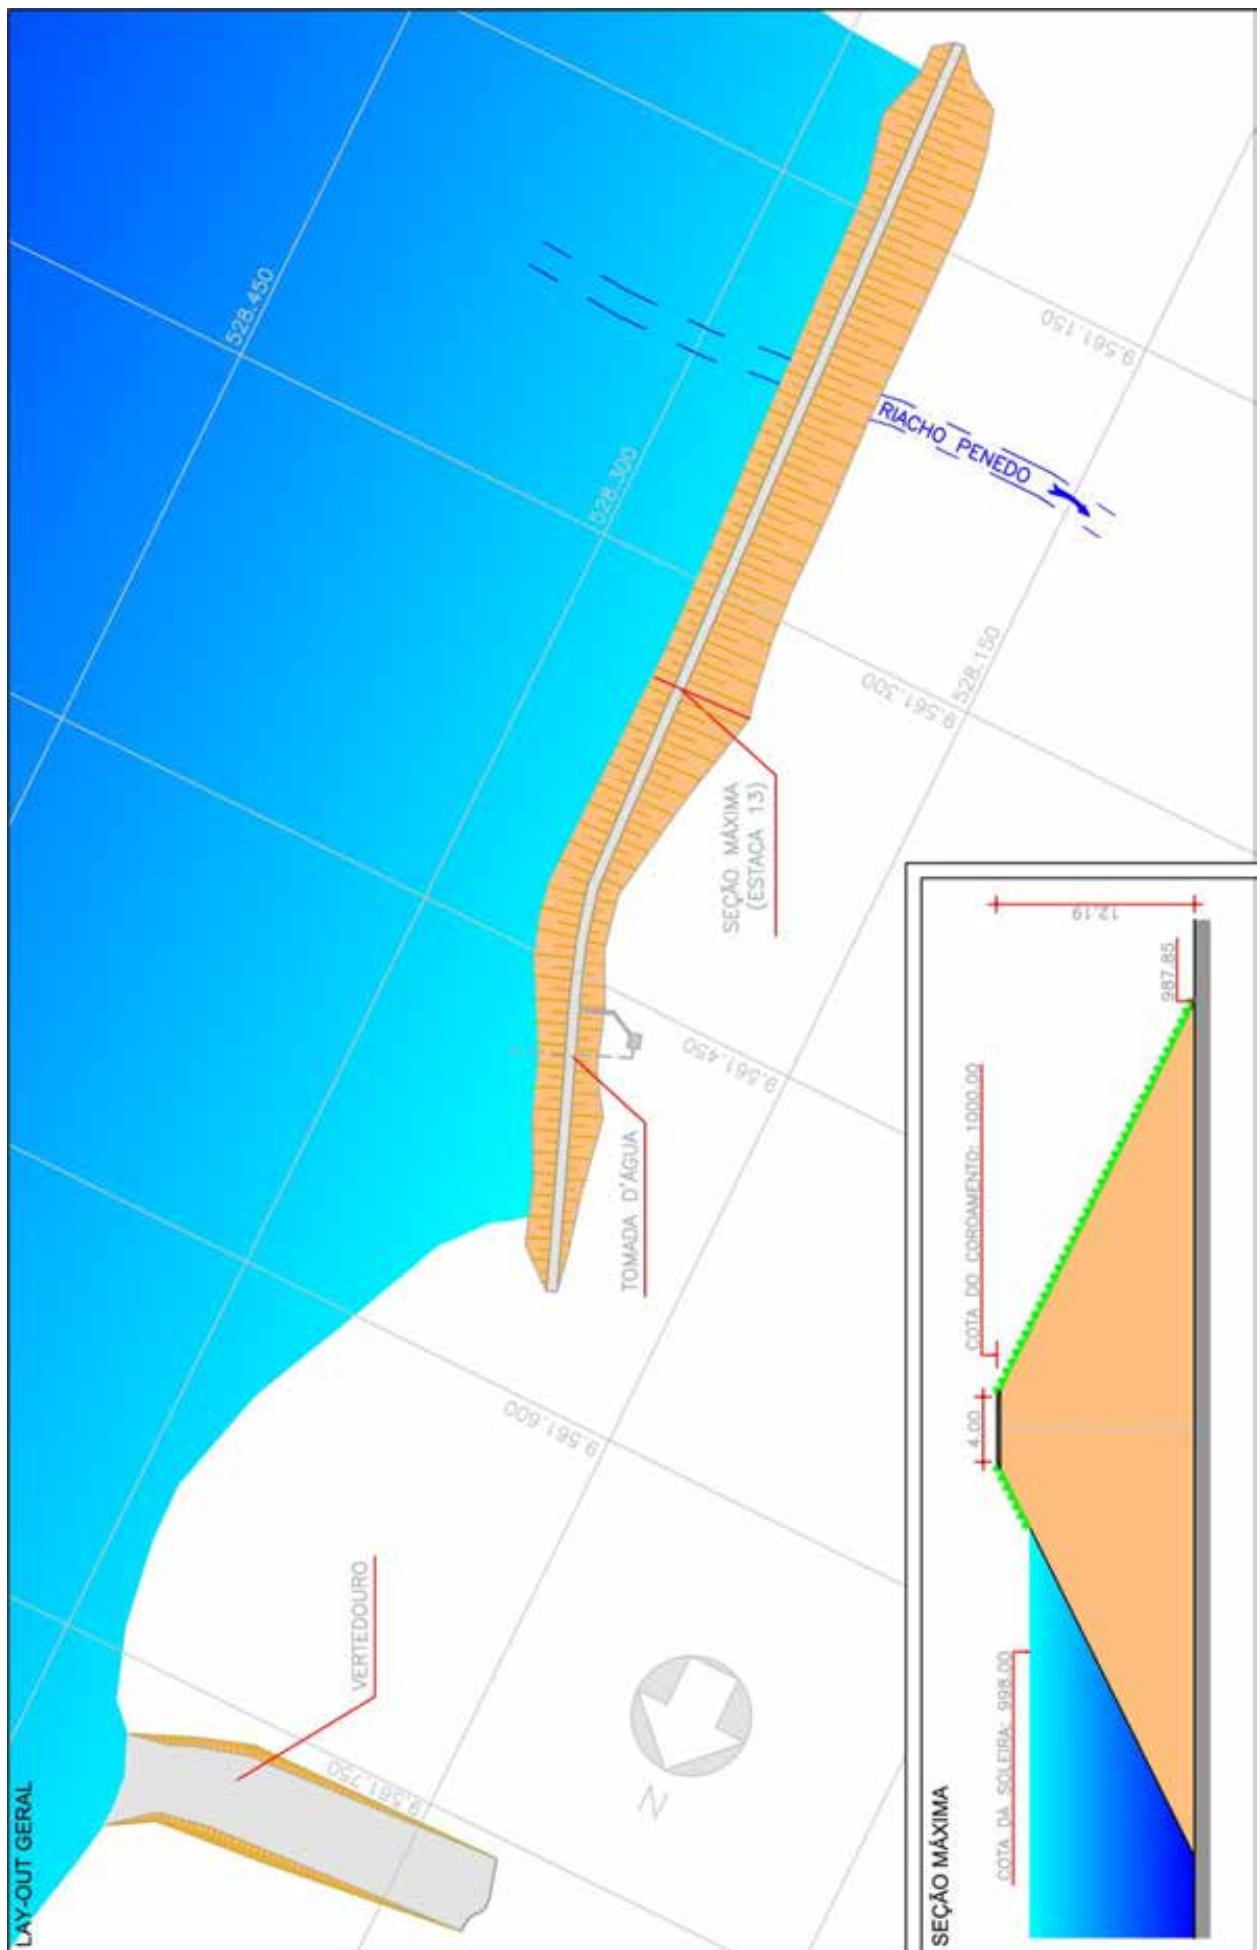 LAY-OUT GERAL
VERTEDOURO
TOMADA D'ÁGUA
SEÇÃO MÁXIMA
(ESTACA 13)
RIACHO PENEDO
528.450
528.300
528.150
9.561.150
9.561.300
9.561.450
9.561.600
9.561.750
N
SEÇÃO MÁXIMA
COTA DA SOLEIRA: 998.00
4.00
COTA DO COROAMENTO: 1000.00
987.85
12.19